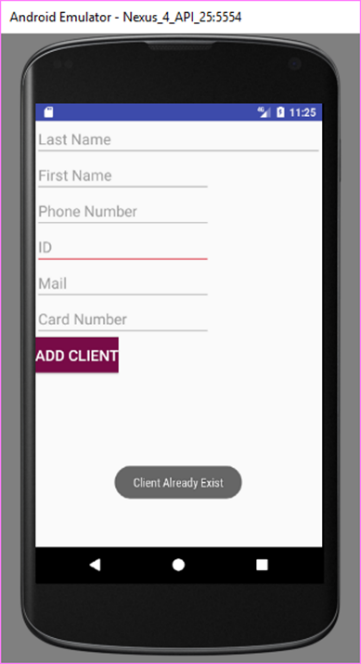 Android Emulator - Nexus_4_API_25:5554
11:25
Last Name
First Name
Phone Number
ID
Mail
Card Number
ADD CLIENT
Client Already Exist